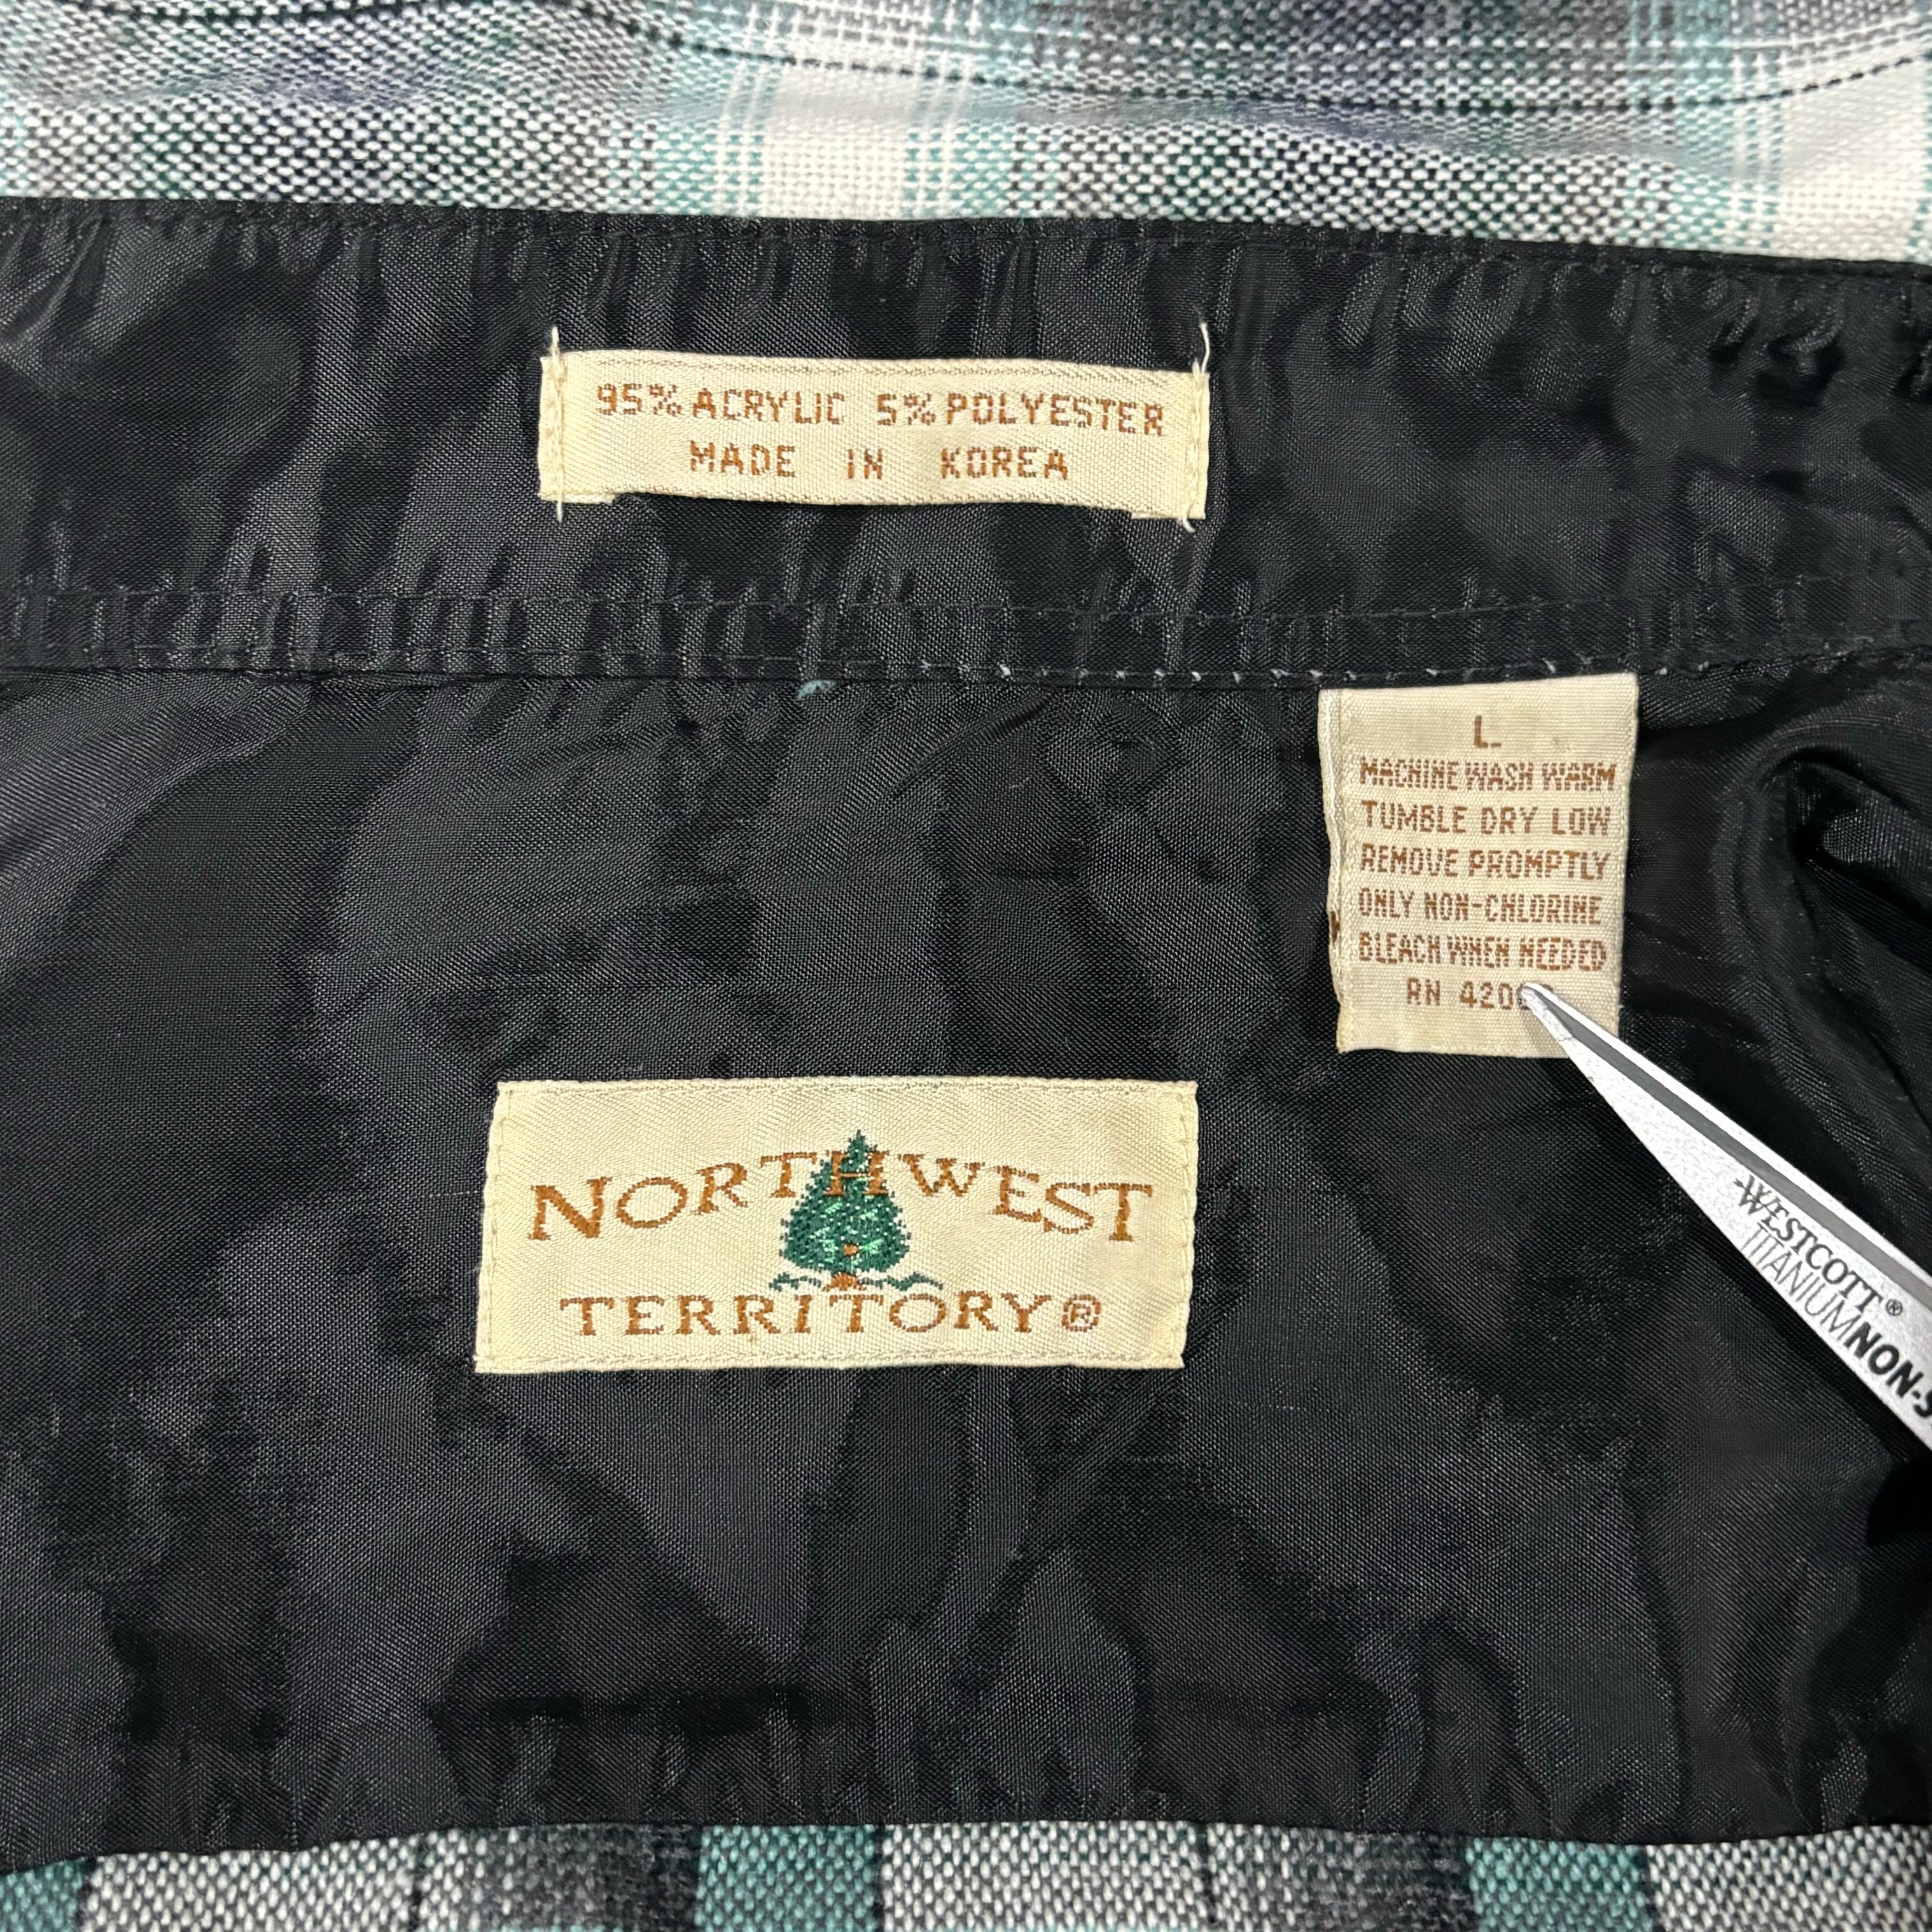 95% ACRYLIC 5% POLYESTER
MADE IN KOREA
L
MACHINE WASH WARM
TUMBLE DRY LOW
REMOVE PROMPTLY
ONLY NON-CHLORINE
BLEACH WHEN NEEDED
RN
NORTHWEST
TERRITORY®
WESTCOTT®
TITANIUM